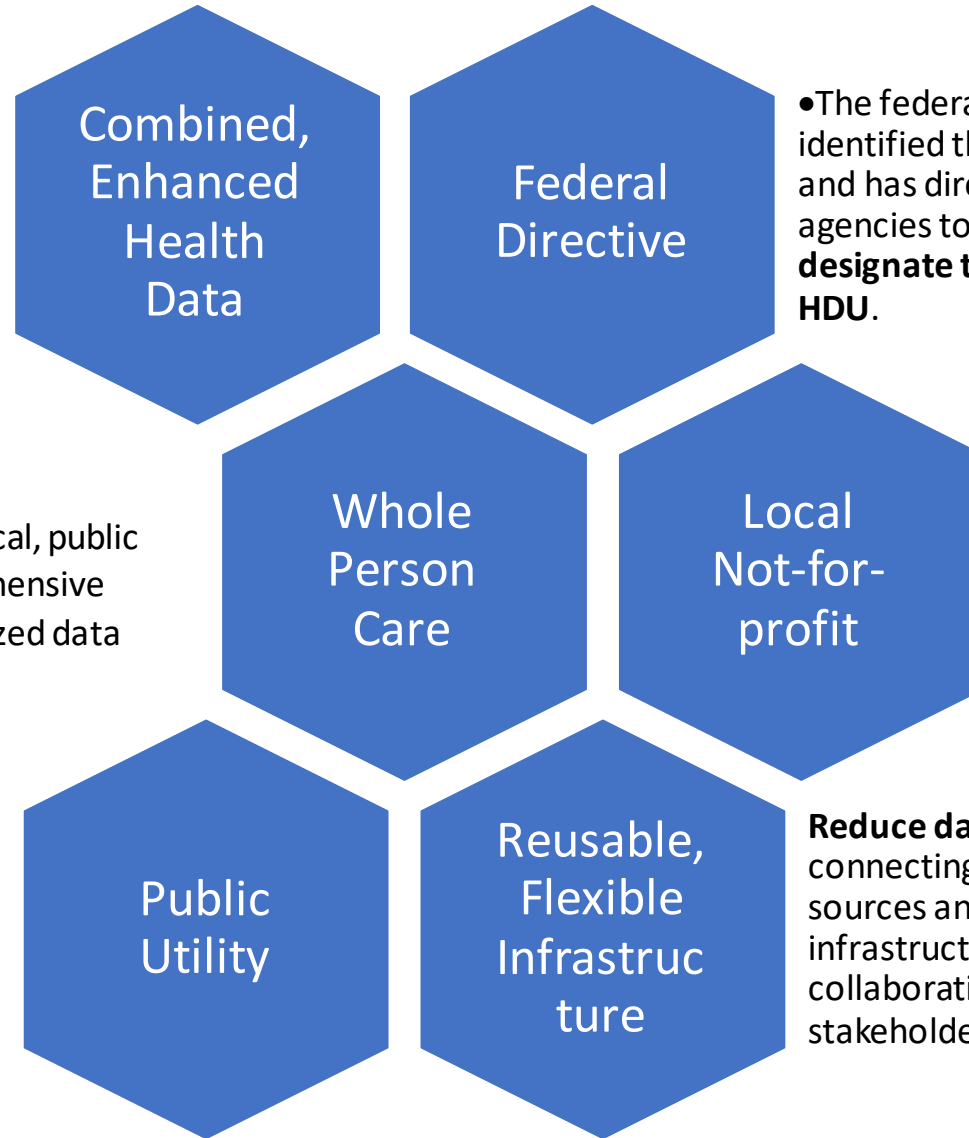 Combined,
Enhanced
Health
Data
Federal
Directive
•The federa
identified th
and has dire
agencies to
designate t
HDU.
cal, public
hensive
zed data
Whole
Person
Care
Local
Not-for-
profit
Public
Utility
Reusable,
Flexible
Infrastruc
ture
Reduce da
connecting
sources an
infrastruct
collaborati
stakeholde